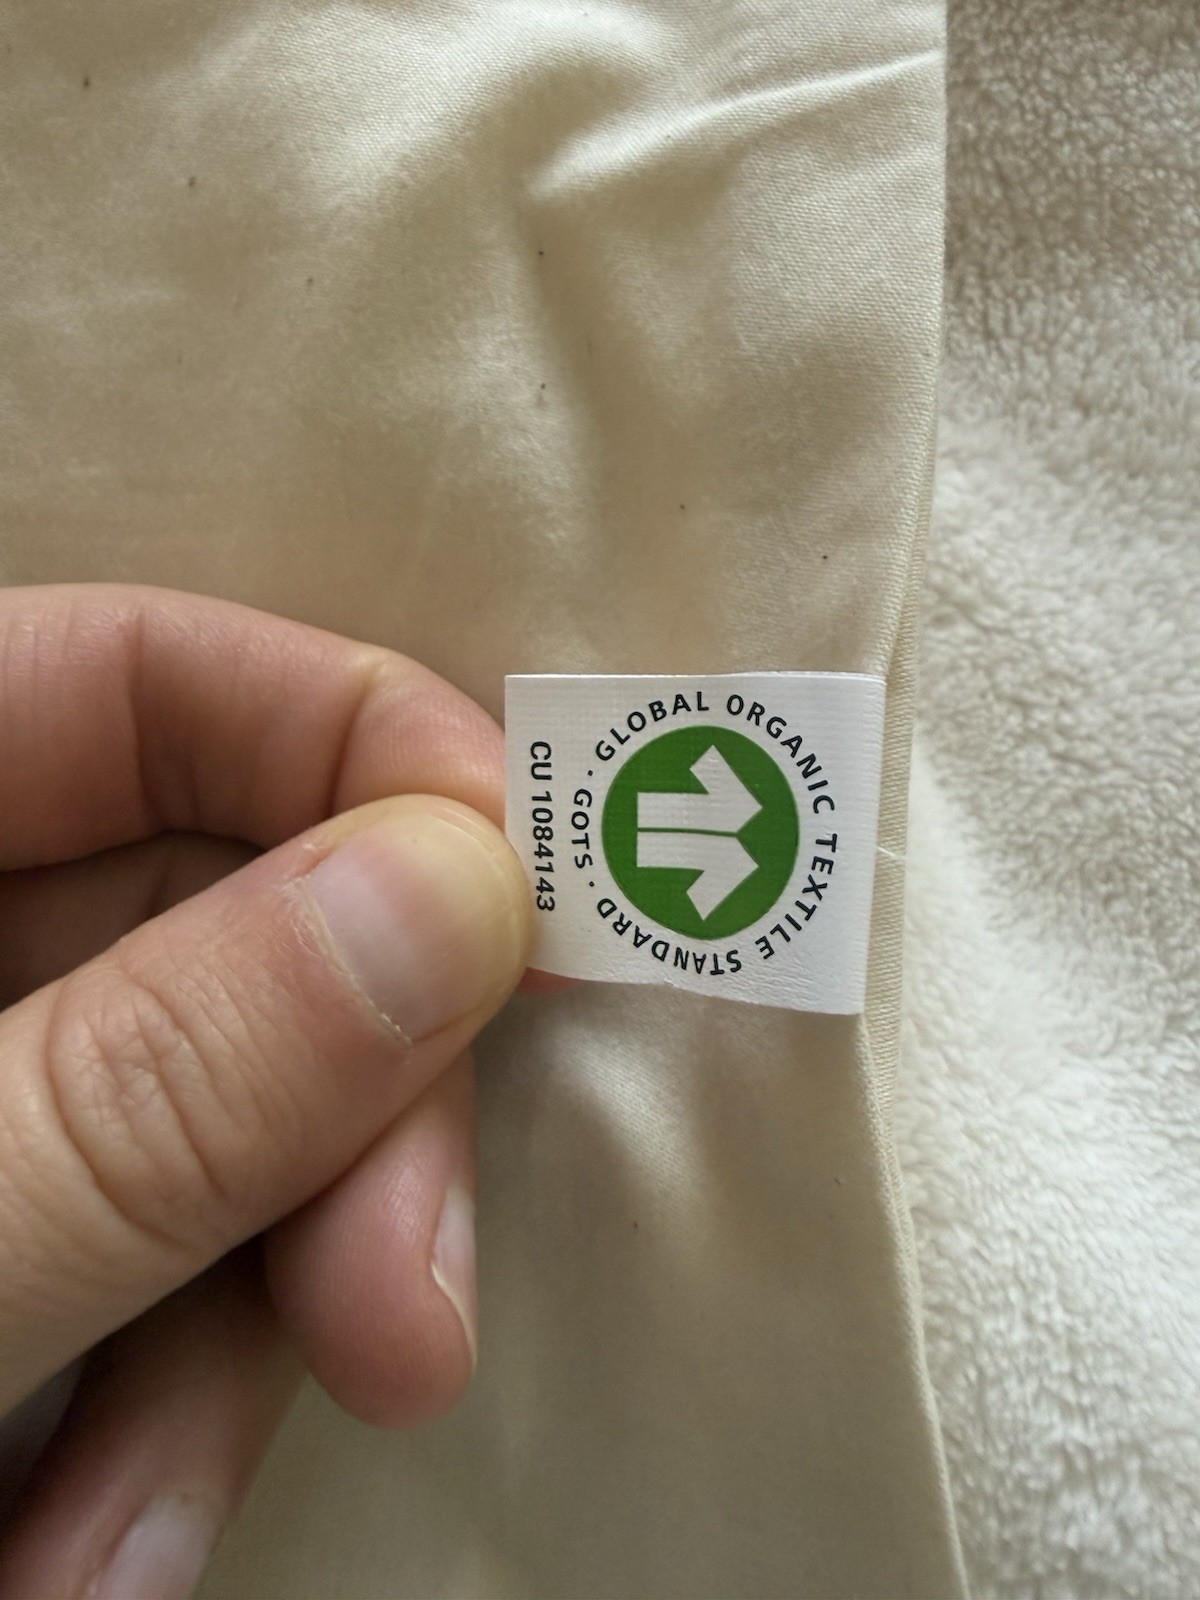 GLOBAL ORGANIC TEXTILE STANDARD · GOTS ·
CU 1084143